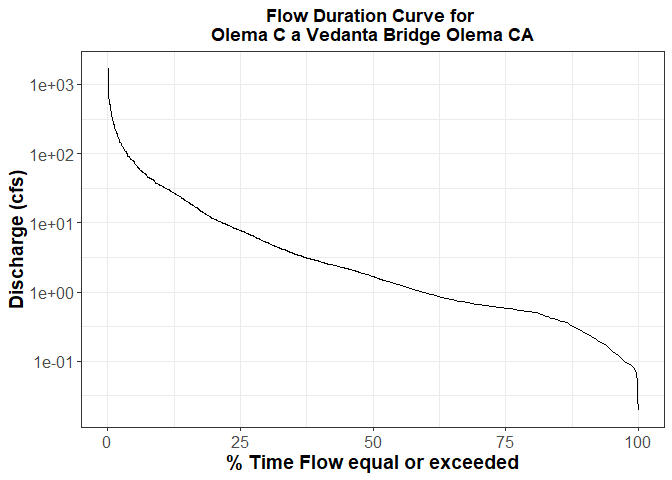 Flow Duration Curve for
Olema C a Vedanta Bridge Olema CA
Discharge (cfs)
1e+03
1e+02
1e+01
1e+00
1e-01
0 25 50 75 100
% Time Flow equal or exceeded